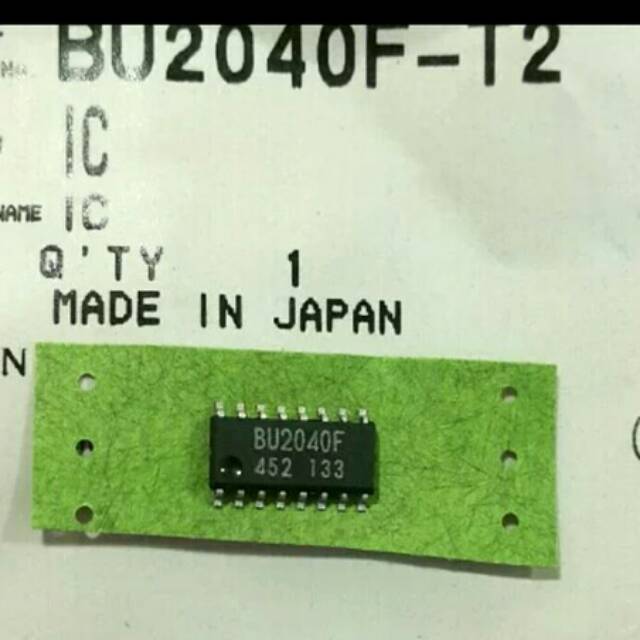 BU2040F-T2
IC
NAME IC
Q'TY 1
MADE IN JAPAN
N
BU2040F
452 133